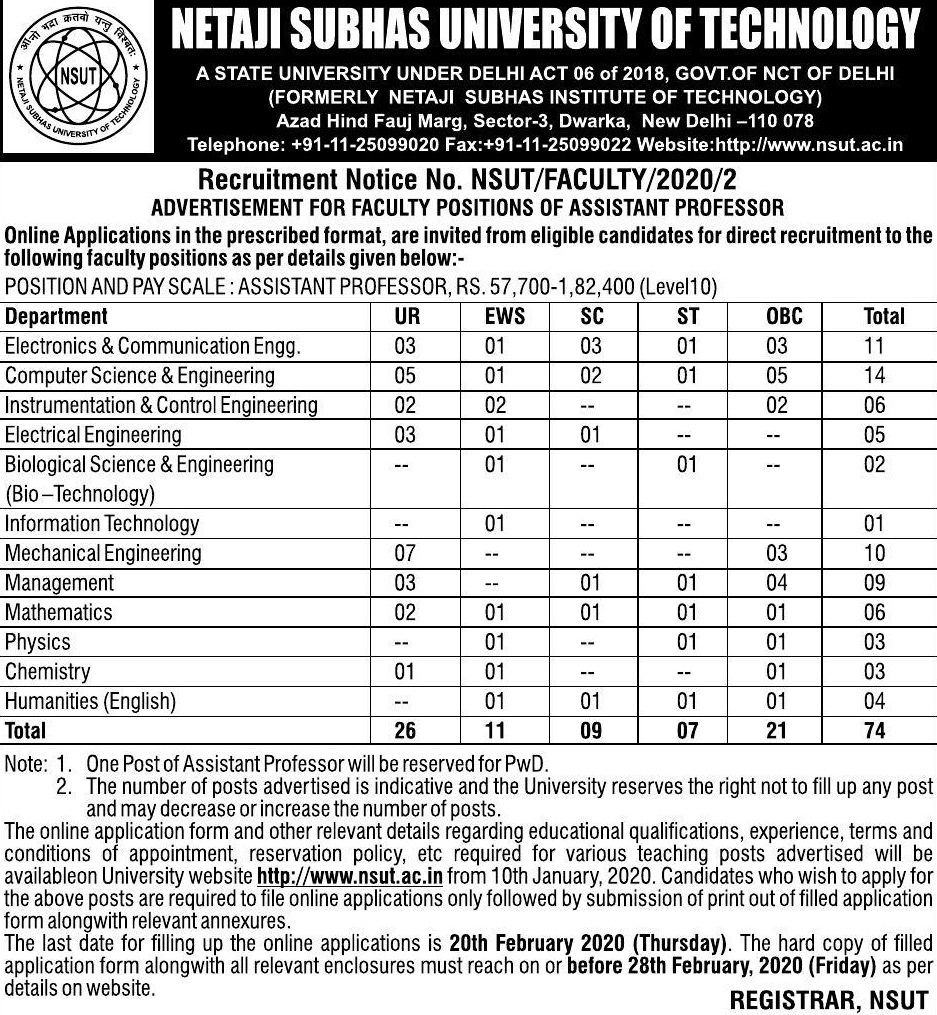 ओ३म् भद्रा क्रतवो यन्तु विश्वतः
NSUT
NETAJI SUBHAS UNIVERSITY OF TECHNOLOGY
NETAJI SUBHAS UNIVERSITY OF TECHNOLOGY
A STATE UNIVERSITY UNDER DELHI ACT 06 of 2018, GOVT.OF NCT OF DELHI
(FORMERLY NETAJI SUBHAS INSTITUTE OF TECHNOLOGY)
Azad Hind Fauj Marg, Sector-3, Dwarka, New Delhi –110 078
Telephone: +91-11-25099020 Fax:+91-11-25099022 Website:http://www.nsut.ac.in
Recruitment Notice No. NSUT/FACULTY/2020/2
ADVERTISEMENT FOR FACULTY POSITIONS OF ASSISTANT PROFESSOR
Online Applications in the prescribed format, are invited from eligible candidates for direct recruitment to the
following faculty positions as per details given below:-
POSITION AND PAY SCALE : ASSISTANT PROFESSOR, RS. 57,700-1,82,400 (Level10)
Department UR EWS SC ST OBC Total
Electronics & Communication Engg. 03 01 03 01 03 11
Computer Science & Engineering 05 01 02 01 05 14
Instrumentation & Control Engineering 02 02 -- -- 02 06
Electrical Engineering 03 01 01 -- -- 05
Biological Science & Engineering -- 01 -- 01 -- 02
(Bio –Technology)
Information Technology -- 01 -- -- -- 01
Mechanical Engineering 07 -- -- -- 03 10
Management 03 -- 01 01 04 09
Mathematics 02 01 01 01 01 06
Physics -- 01 -- 01 01 03
Chemistry 01 01 -- -- 01 03
Humanities (English) -- 01 01 01 01 04
Total 26 11 09 07 21 74
Note: 1. One Post of Assistant Professor will be reserved for PwD.
2. The number of posts advertised is indicative and the University reserves the right not to fill up any post
and may decrease or increase the number of posts.
The online application form and other relevant details regarding educational qualifications, experience, terms and
conditions of appointment, reservation policy, etc required for various teaching posts advertised will be
availableon University website http://www.nsut.ac.in from 10th January, 2020. Candidates who wish to apply for
the above posts are required to file online applications only followed by submission of print out of filled application
form alongwith relevant annexures.
The last date for filling up the online applications is 20th February 2020 (Thursday). The hard copy of filled
application form alongwith all relevant enclosures must reach on or before 28th February, 2020 (Friday) as per
details on website.
REGISTRAR, NSUT